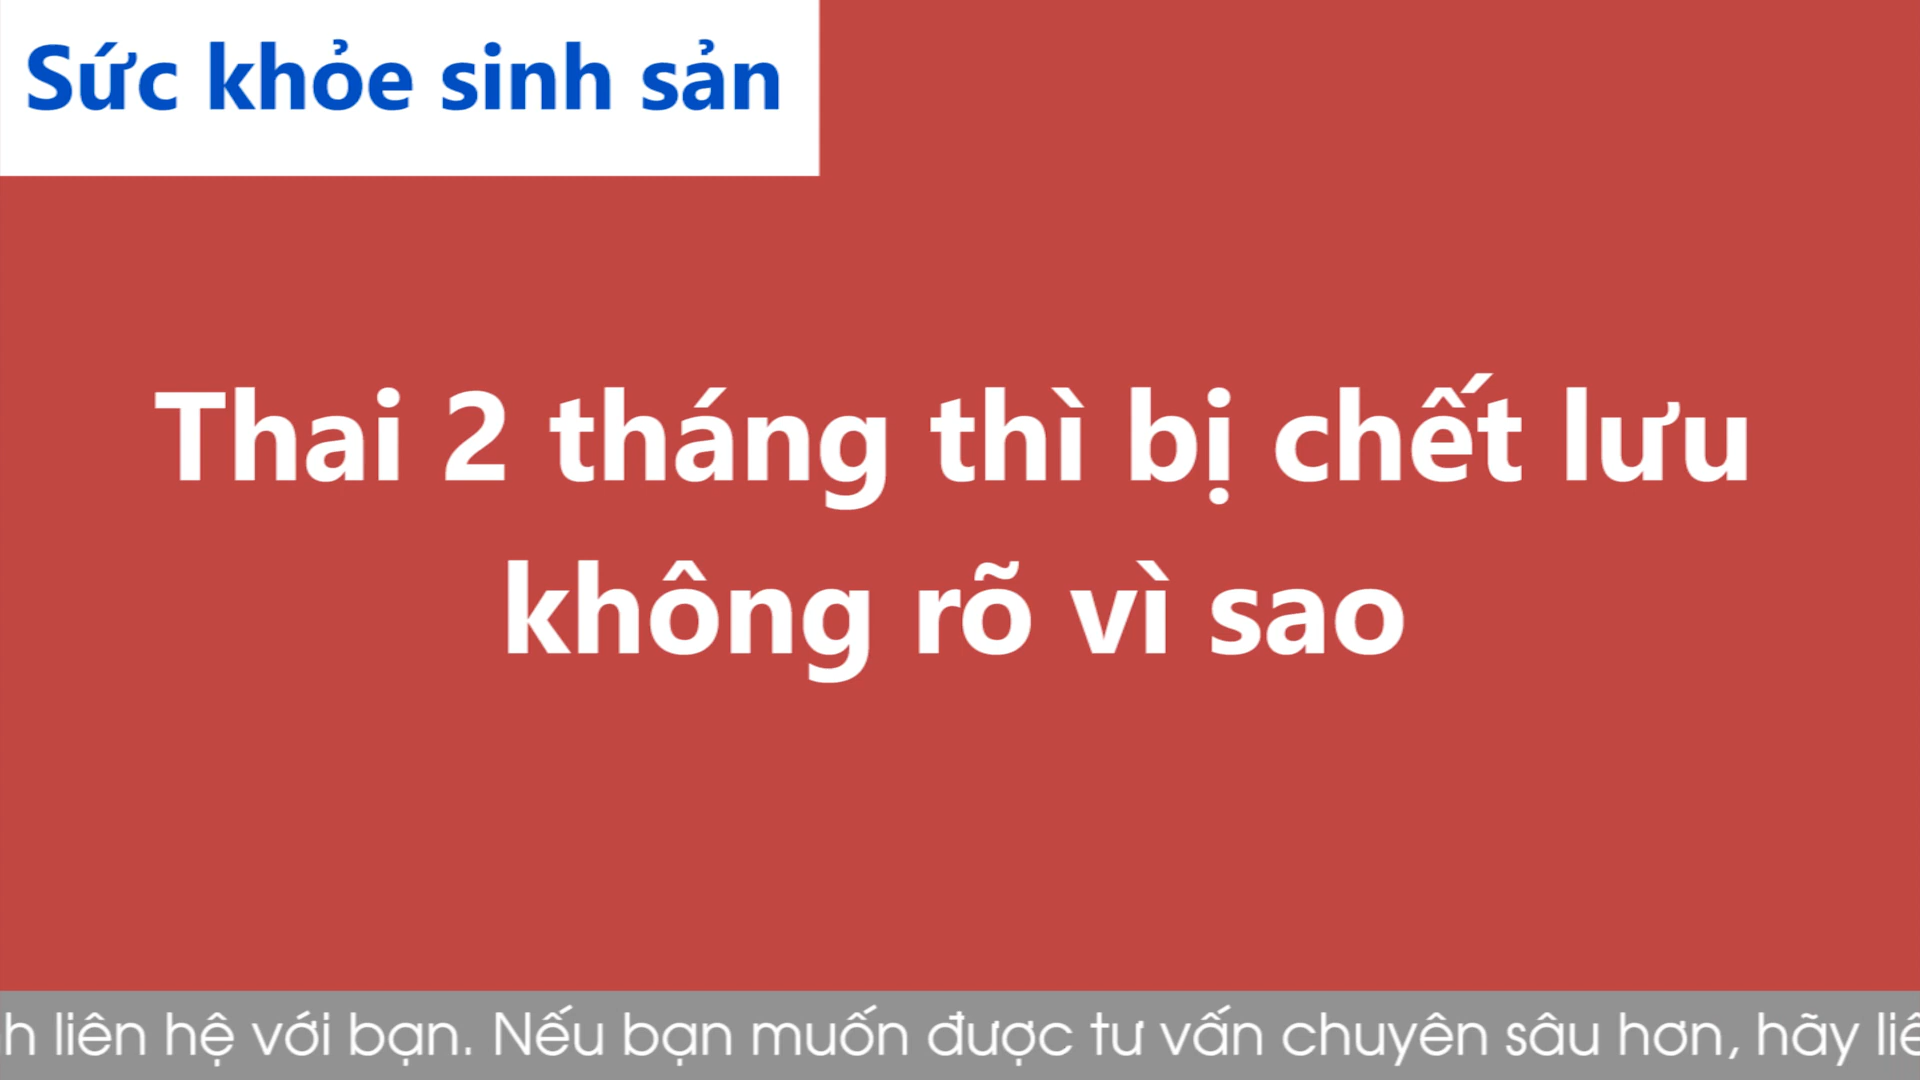 Sức khỏe sinh sản
Thai 2 tháng thì bị chết lưu
không rõ vì sao
h liên hệ với bạn. Nếu bạn muốn được tư vấn chuyên sâu hơn, hãy liê